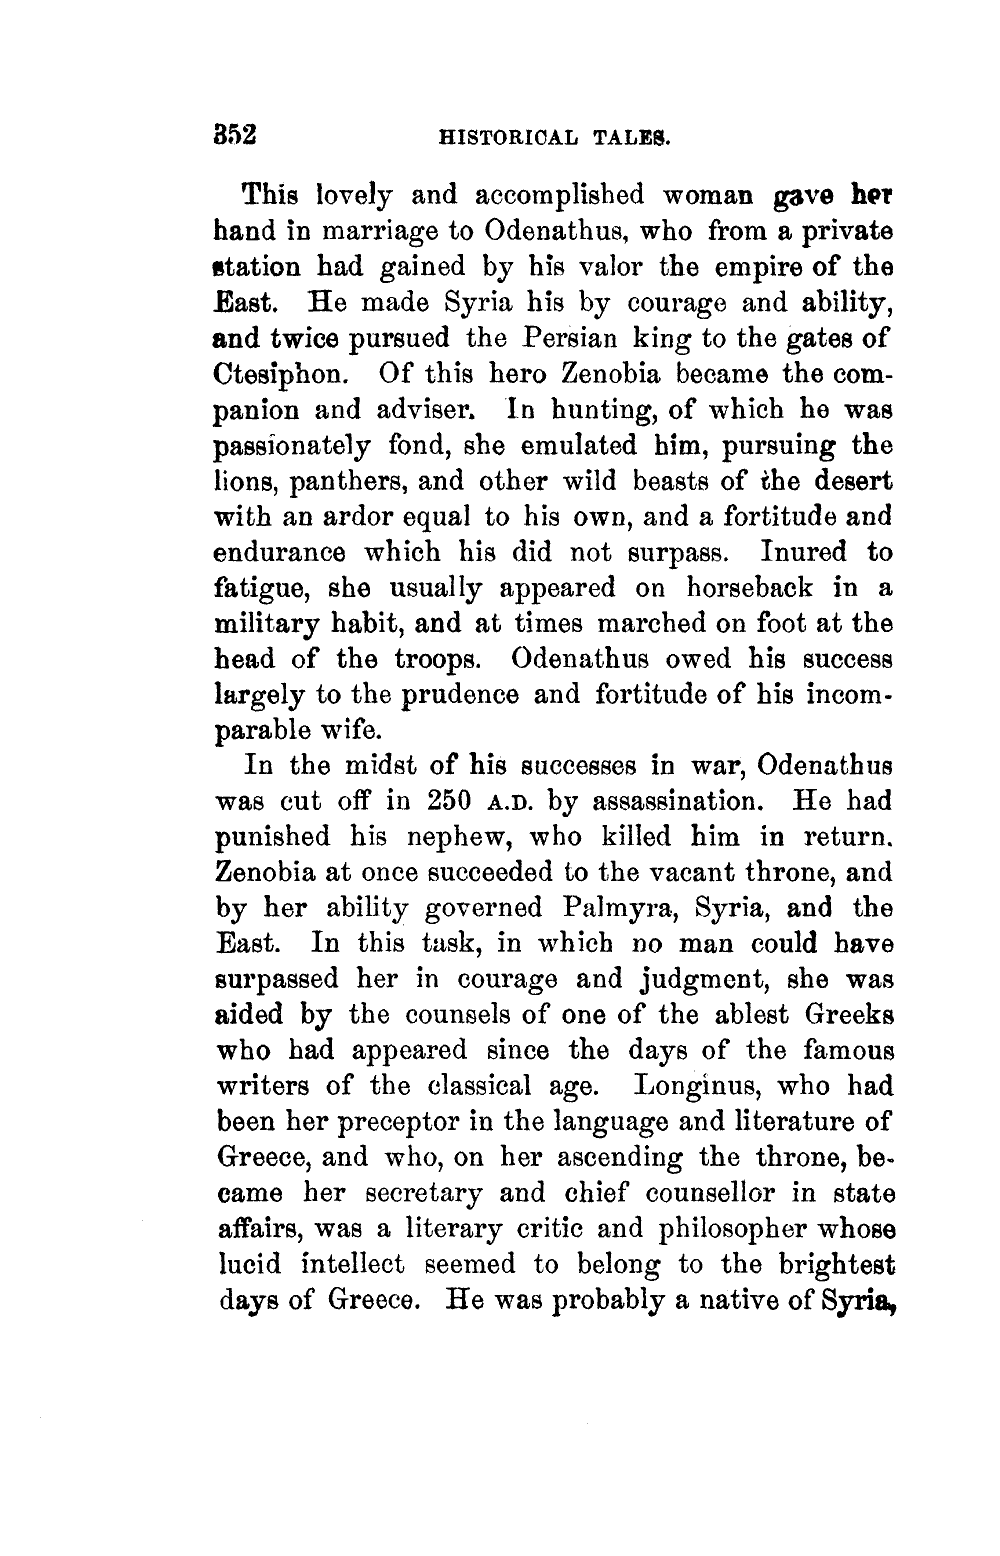 352 HISTORICAL TALES.
This lovely and accomplished woman gave her
hand in marriage to Odenathus, who from a private
station had gained by his valor the empire of the
East. He made Syria his by courage and ability,
and twice pursued the Persian king to the gates of
Ctesiphon. Of this hero Zenobia became the com-
panion and adviser. In hunting, of which he was
passionately fond, she emulated him, pursuing the
lions, panthers, and other wild beasts of the desert
with an ardor equal to his own, and a fortitude and
endurance which his did not surpass. Inured to
fatigue, she usually appeared on horseback in a
military habit, and at times marched on foot at the
head of the troops. Odenathus owed his success
largely to the prudence and fortitude of his incom-
parable wife.
In the midst of his successes in war, Odenathus
was cut off in 250 A.D. by assassination. He had
punished his nephew, who killed him in return.
Zenobia at once succeeded to the vacant throne, and
by her ability governed Palmyra, Syria, and the
East. In this task, in which no man could have
surpassed her in courage and judgment, she was
aided by the counsels of one of the ablest Greeks
who had appeared since the days of the famous
writers of the classical age. Longinus, who had
been her preceptor in the language and literature of
Greece, and who, on her ascending the throne, be-
came her secretary and chief counsellor in state
affairs, was a literary critic and philosopher whose
lucid intellect seemed to belong to the brightest
days of Greece. He was probably a native of Syria,